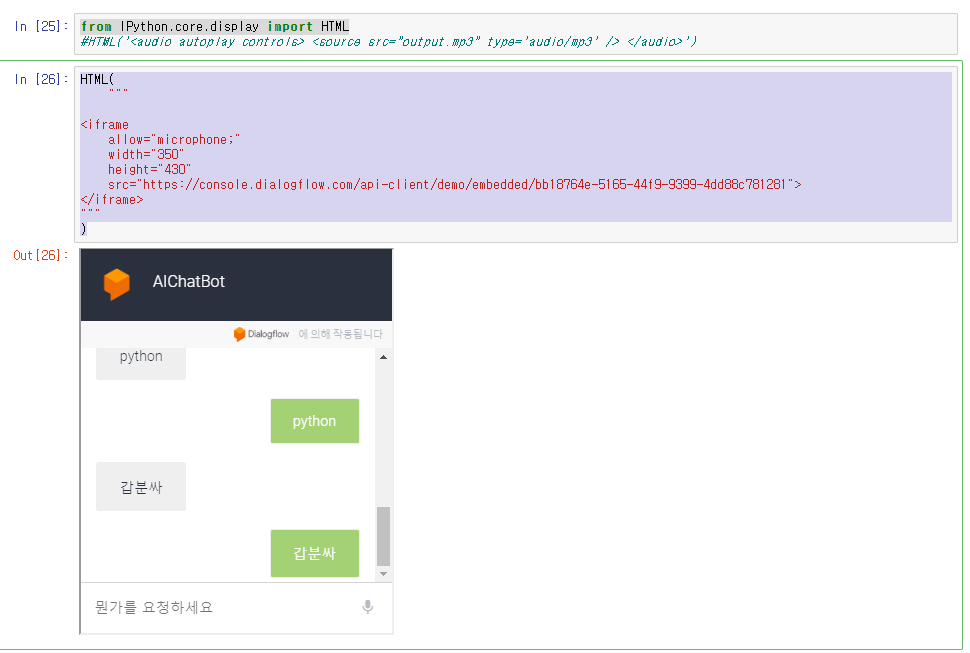 In [25]: from IPython.core.display import HTML
#HTML('<audio autoplay controls> <source src="output.mp3" type='audio/mp3' /> </audio>')
In [26]: HTML(
"""
<iframe
allow="microphone;"
width="350"
height="430"
src="https://console.dialogflow.com/api-client/demo/embedded/bb18764e-5165-44f9-9399-4dd88c781281">
</iframe>
"""
)
Out[26]:
AIChatBot
Dialogflow 에 의해 작동됩니다
python
python
갑분싸
갑분싸
뭔가를 요청하세요